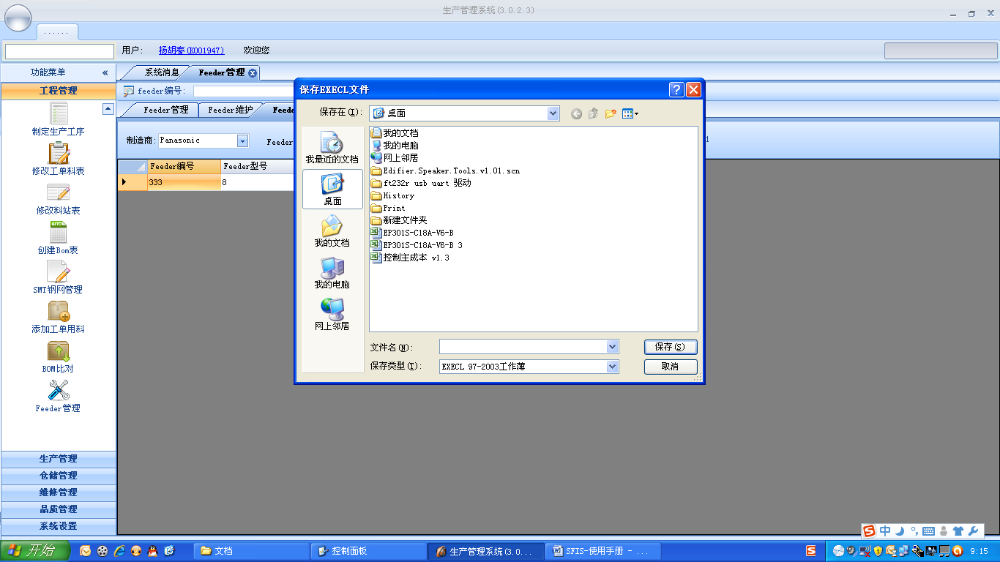 生产管理系统(3.0.2.3)
......
用户: 杨胡春(K001947) 欢迎您
功能菜单 «
系统消息 Feeder管理
工程管理
feeder编号:
Feeder管理 Feeder维护 Feede
制造商: Panasonic Feeder
1
Feeder编号 Feeder型号
333 8
制定生产工序
修改工单料表
修改料站表
AUTO
创建Bom表
SMT钢网管理
添加工单用料
BOM比对
Feeder管理
生产管理
仓储管理
维修管理
品质管理
系统设置
保存EXECL文件
保存在(I): 桌面
我最近的文档
桌面
我的文档
我的电脑
网上邻居
我的文档
我的电脑
网上邻居
Edifier.Speaker.Tools.v1.01.scn
ft232r usb uart 驱动
History
Print
新建文件夹
EP301S-C18A-V6-B
EP301S-C18A-V6-B 3
控制主成本 v1.3
文件名(N): 保存(S)
保存类型(T): EXECL 97-2003工作薄 取消
中
开始 文档 控制面板 生产管理系统(3.0... SFIS-使用手册 - ... 9:15